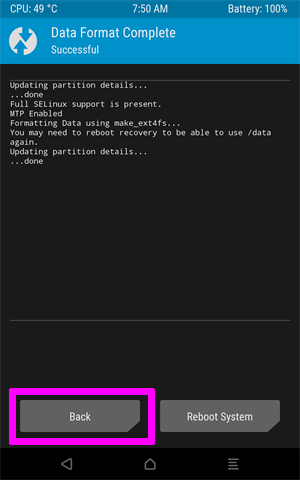 CPU: 49 °C 7:50 AM Battery: 100%
Data Format Complete
Successful
Updating partition details...
...done
Full SELinux support is present.
MTP Enabled
Formatting Data using make_ext4fs...
You may need to reboot recovery to be able to use /data
again.
Updating partition details...
...done
Back Reboot System